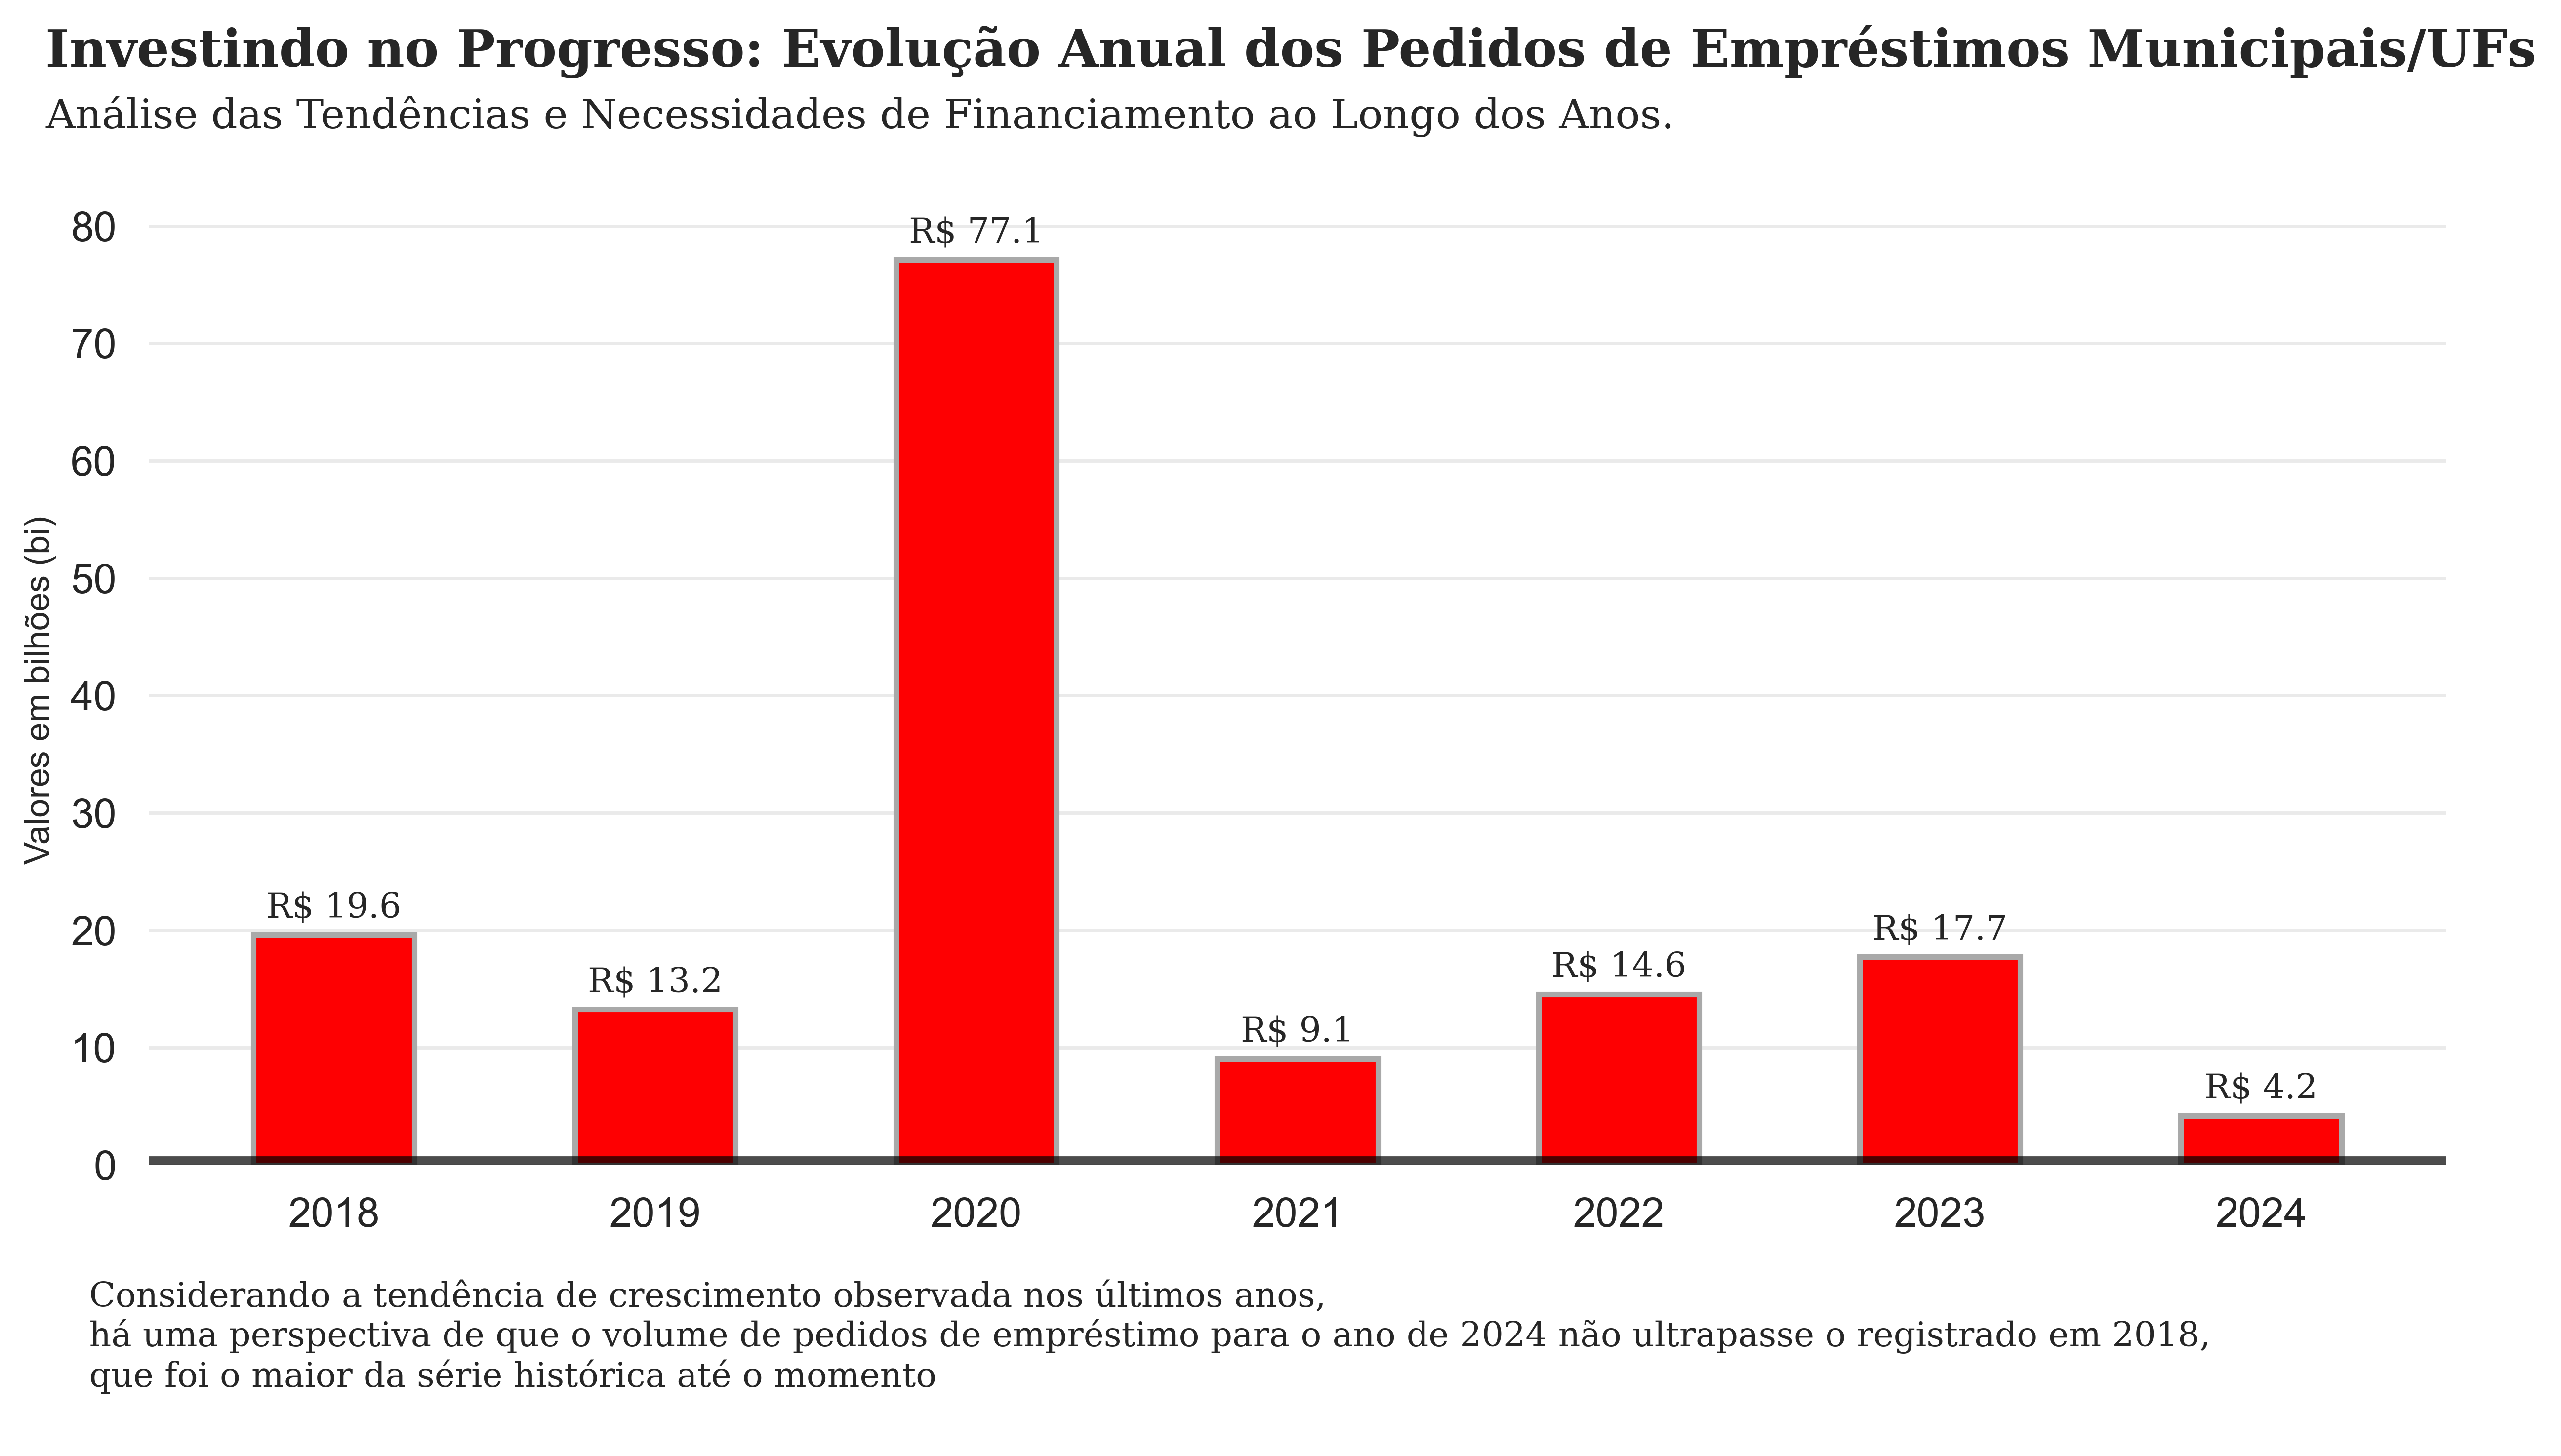 Investindo no Progresso: Evolução Anual dos Pedidos de Empréstimos Municipais/UFs
Análise das Tendências e Necessidades de Financiamento ao Longo dos Anos.
Valores em bilhões (bi)
80
70
60
50
40
30
20
10
0
R$ 19.6
R$ 13.2
R$ 77.1
R$ 9.1
R$ 14.6
R$ 17.7
R$ 4.2
2018
2019
2020
2021
2022
2023
2024
Considerando a tendência de crescimento observada nos últimos anos,
há uma perspectiva de que o volume de pedidos de empréstimo para o ano de 2024 não ultrapasse o registrado em 2018,
que foi o maior da série histórica até o momento